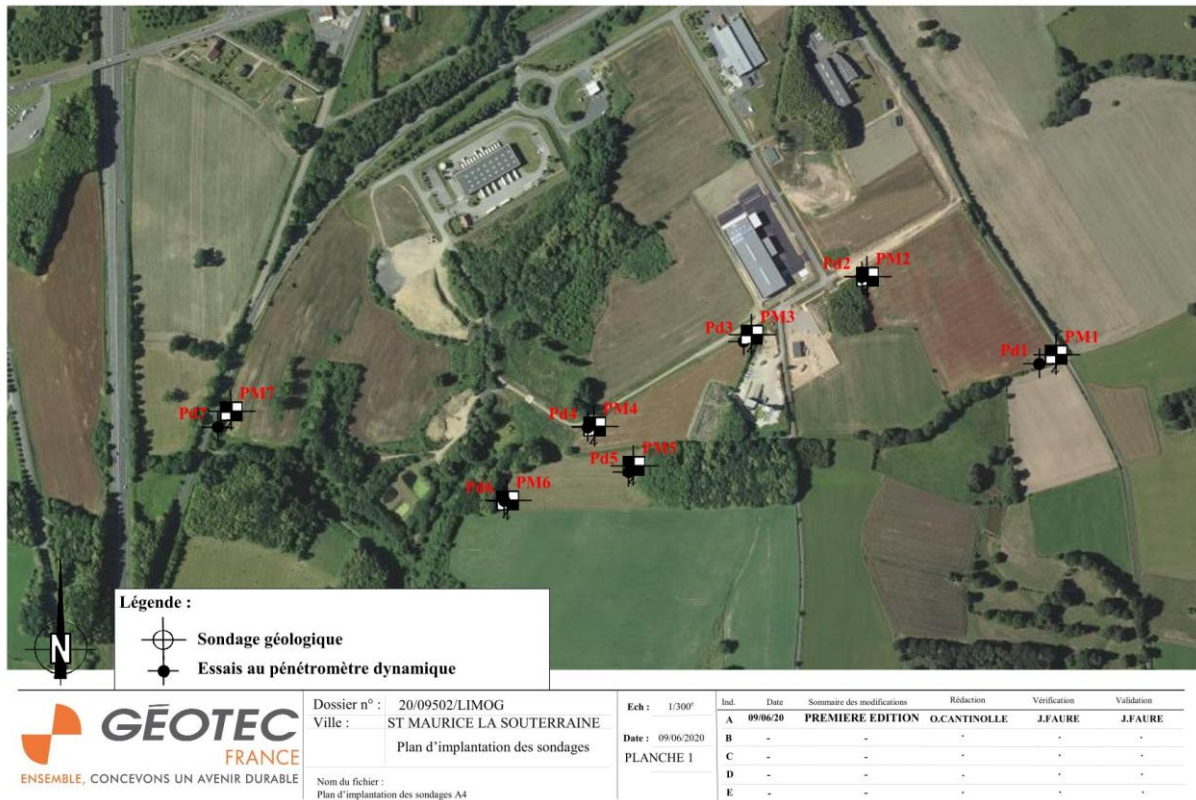 Pd2 PM2
Pd3 PM3
Pd1 PM1
Pd7 PM7
Pd4 PM4
Pd5 PM5
Pd6 PM6
Légende :
Sondage géologique
Essais au pénétromètre dynamique
N
GÉOTEC
FRANCE
ENSEMBLE, CONCEVONS UN AVENIR DURABLE
Dossier n° : 20/09502/LIMOG
Ville : ST MAURICE LA SOUTERRAINE
Plan d'implantation des sondages
Nom du fichier :
Plan d'implantation des sondages A4
Ech : 1/300e
Date : 09/06/2020
PLANCHE 1
Ind. Date Sommaire des modifications Rédaction Vérification Validation
A 09/06/20 PREMIERE EDITION O.CANTINOLLE J.FAURE J.FAURE
B - - . . .
C - - . . .
D - - . . .
E - - . . .